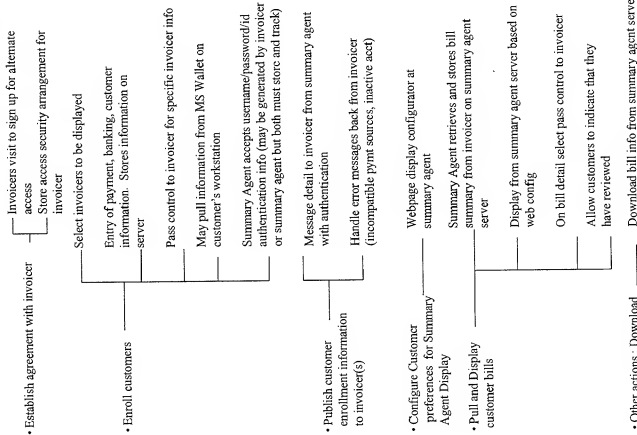 • Establish agreement with invoicer
Invoicers visit to sign up for alternate
access
Store access security arrangement for
invoicer
• Enroll customers
Select invoicers to be displayed
Entry of payment, banking, customer
information. Stores information on
server
Pass control to invoicer for specific invoicer info
May pull information from MS Wallet on
customer's workstation
Summary Agent accepts username/password/id
authentication info (may be generated by invoicer
or summary agent but both must store and track)
• Publish customer
enrollment information
to invoicer(s)
Message detail to invoicer from summary agent
with authentication
Handle error messages back from invoicer
(incompatible pymt sources, inactive acct)
• Configure Customer
preferences for Summary
Agent Display
Webpage display configurator at
summary agent
• Pull and Display
customer bills
Summary Agent retrieves and stores bill
summary from invoicer on summary agent
server
Display from summary agent server based on
web config
On bill detail select pass control to invoicer
Allow customers to indicate that they
have reviewed
• Other actions : Download
Download bill info from summary agent server